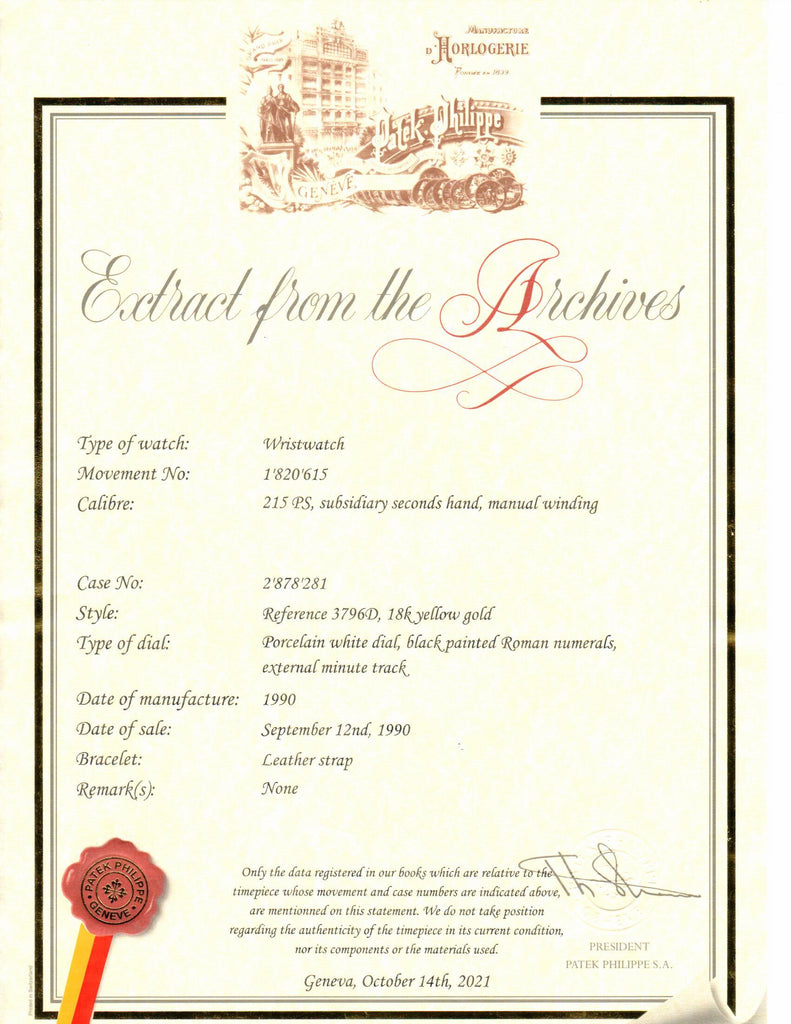 MANUFACTURE
D'HORLOGERIE
FONDÉE EN 1839
GRAND PRIX
Patek Philippe
GENÈVE
Extract from the Archives
Type of watch: Wristwatch
Movement No: 1'820'615
Calibre: 215 PS, subsidiary seconds hand, manual winding
Case No: 2'878'281
Style: Reference 3796D, 18k yellow gold
Type of dial: Porcelain white dial, black painted Roman numerals,
external minute track
Date of manufacture: 1990
Date of sale: September 12nd, 1990
Bracelet: Leather strap
Remark(s): None
PATEK PHILIPPE
GENEVE
Only the data registered in our books which are relative to the
timepiece whose movement and case numbers are indicated above,
are mentionned on this statement. We do not take position
regarding the authenticity of the timepiece in its current condition,
nor its components or the materials used.
PRESIDENT
PATEK PHILIPPE S.A.
Geneva, October 14th, 2021
Printed in Switzerland